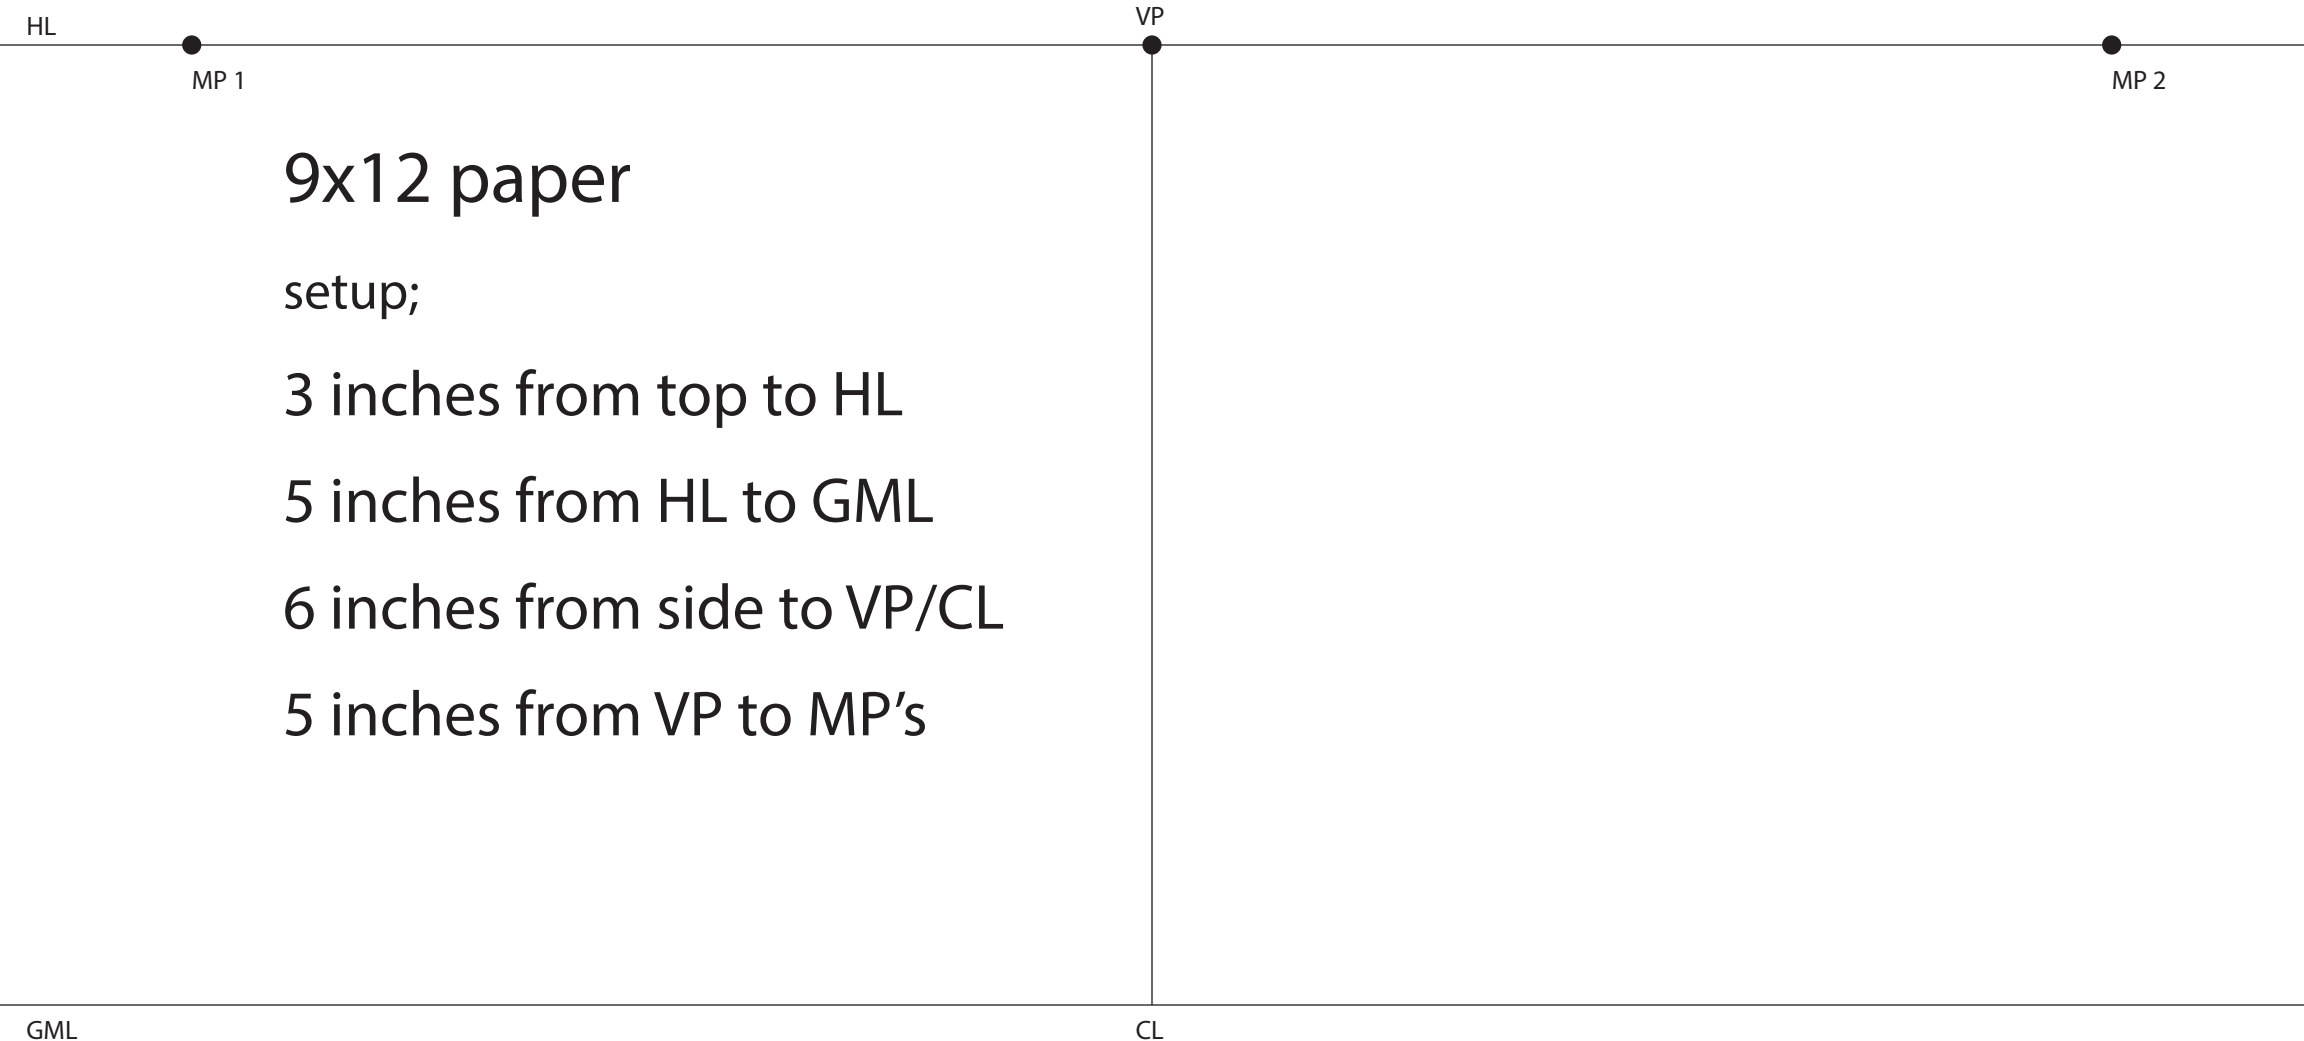 HL
VP
MP 1
MP 2
9x12 paper
setup;
3 inches from top to HL
5 inches from HL to GML
6 inches from side to VP/CL
5 inches from VP to MP’s
GML
CL